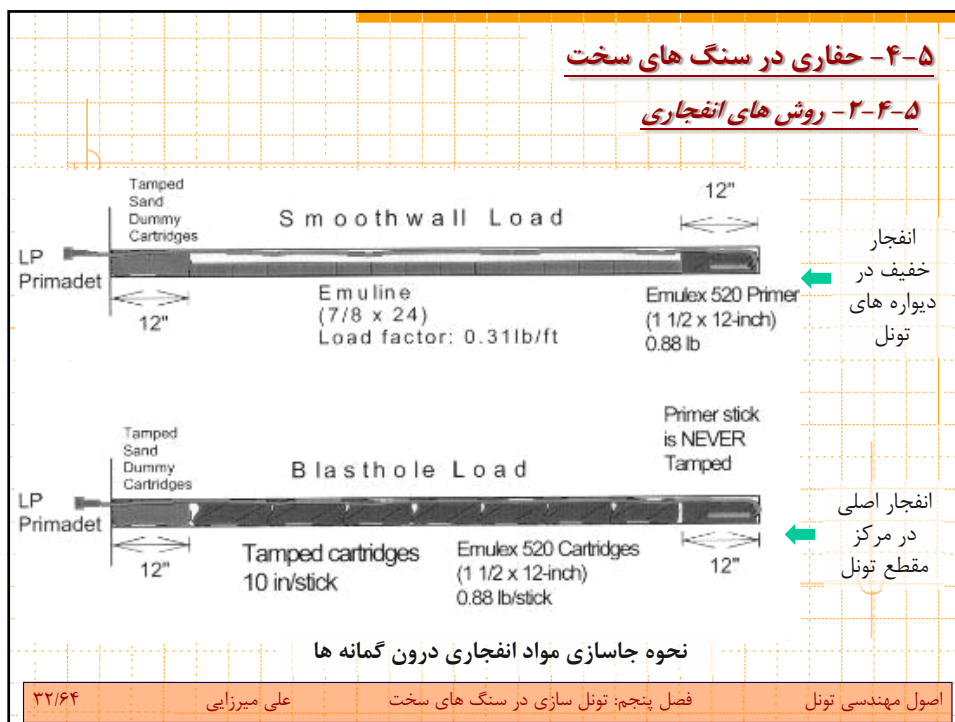 ۵-۴- حفاری در سنگ های سخت
۵-۴-۲- روش های انفجاری
Tamped
Sand
Dummy
Cartridges
Smoothwall Load
12"
LP
Primadet
12"
Emuline
(7/8 x 24)
Load factor: 0.31lb/ft
Emulex 520 Primer
(1 1/2 x 12-inch)
0.88 lb
انفجار
خفیف در
دیواره های
تونل
Tamped
Sand
Dummy
Cartridges
Blasthole Load
Primer stick
is NEVER
Tamped
LP
Primadet
12"
Tamped cartridges
10 in/stick
Emulex 520 Cartridges
(1 1/2 x 12-inch)
0.88 lb/stick
12"
انفجار اصلی
در مرکز
مقطع تونل
نحوه جاسازی مواد انفجاری درون گمانه ها
اصول مهندسی تونل فصل پنجم: تونل سازی در سنگ های سخت علی میرزایی ۳۲/۶۴